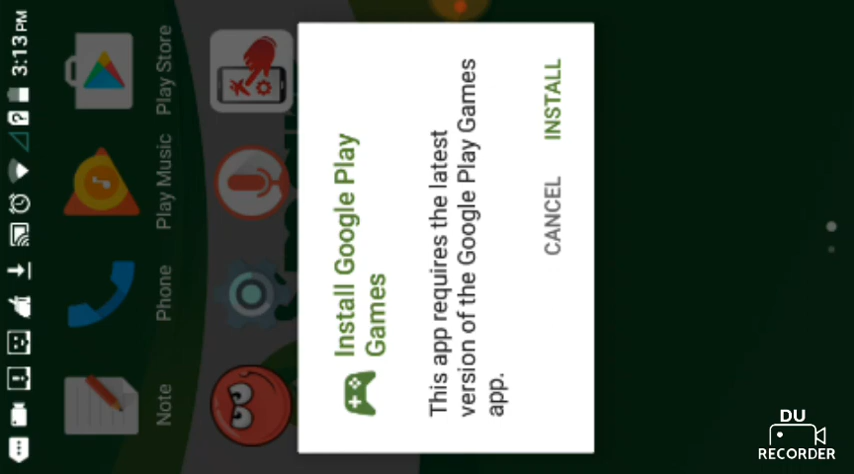 3:13 PM
Install Google Play
Games
This app requires the latest
version of the Google Play Games
app.
CANCEL INSTALL
Note
Phone
Play Music
Play Store
DU
RECORDER